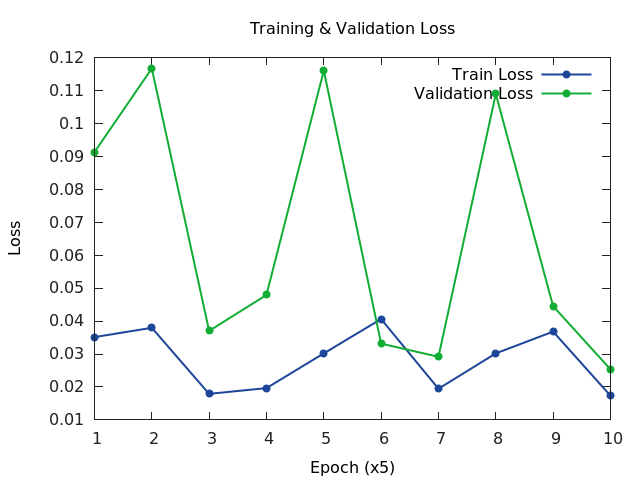 Training & Validation Loss
Train Loss
Validation Loss
0.12
0.11
0.1
0.09
0.08
0.07
0.06
0.05
0.04
0.03
0.02
0.01
Loss
1 2 3 4 5 6 7 8 9 10
Epoch (x5)